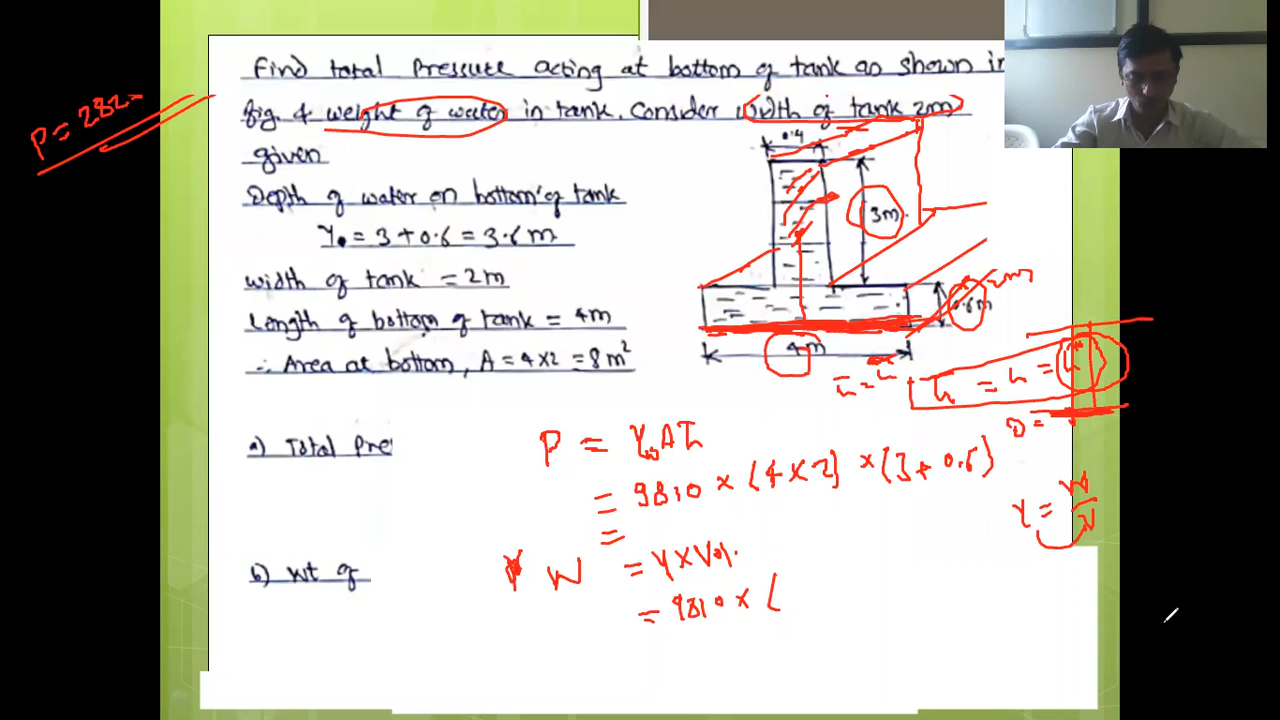 Find total pressure acting at bottom of tank as shown in
fig. & weight of water in tank. Consider width of tank 2m
given
Depth of water on bottom of tank
Y = 3 + 0.6 = 3.6 m
width of tank = 2m
Length of bottom of tank = 4m
∴ Area at bottom, A = 4 x 2 = 8 m²
a) Total Pre
b) Wt of
P = 282
0.4
3m
0.6m
2m
4m
h̄ = h =
D =
P = γw A h̄
= 9810 × (4 × 2) × (3 + 0.6)
=
γ = W/V
W = γ × Vol.
= 9810 × (